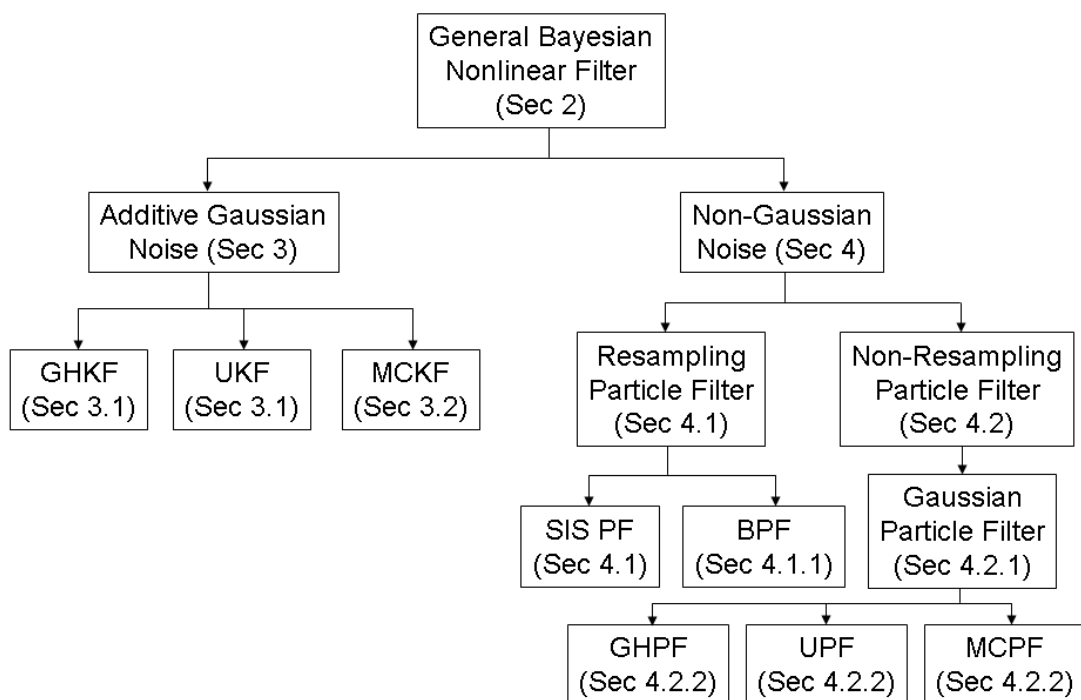 General Bayesian
Nonlinear Filter
(Sec 2)
Additive Gaussian
Noise (Sec 3)
Non-Gaussian
Noise (Sec 4)
GHKF
(Sec 3.1)
UKF
(Sec 3.1)
MCKF
(Sec 3.2)
Resampling
Particle Filter
(Sec 4.1)
Non-Resampling
Particle Filter
(Sec 4.2)
SIS PF
(Sec 4.1)
BPF
(Sec 4.1.1)
Gaussian
Particle Filter
(Sec 4.2.1)
GHPF
(Sec 4.2.2)
UPF
(Sec 4.2.2)
MCPF
(Sec 4.2.2)